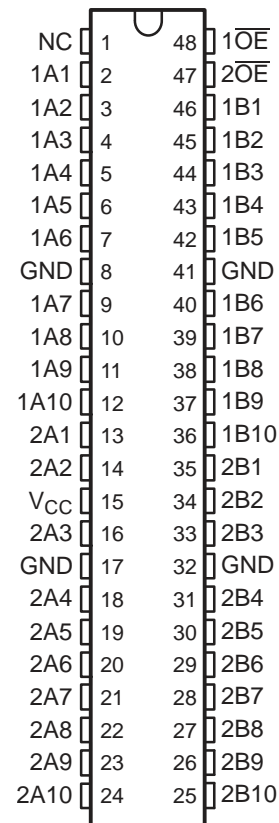 NC 1 48 1OE
1A1 2 47 2OE
1A2 3 46 1B1
1A3 4 45 1B2
1A4 5 44 1B3
1A5 6 43 1B4
1A6 7 42 1B5
GND 8 41 GND
1A7 9 40 1B6
1A8 10 39 1B7
1A9 11 38 1B8
1A10 12 37 1B9
2A1 13 36 1B10
2A2 14 35 2B1
VCC 15 34 2B2
2A3 16 33 2B3
GND 17 32 GND
2A4 18 31 2B4
2A5 19 30 2B5
2A6 20 29 2B6
2A7 21 28 2B7
2A8 22 27 2B8
2A9 23 26 2B9
2A10 24 25 2B10